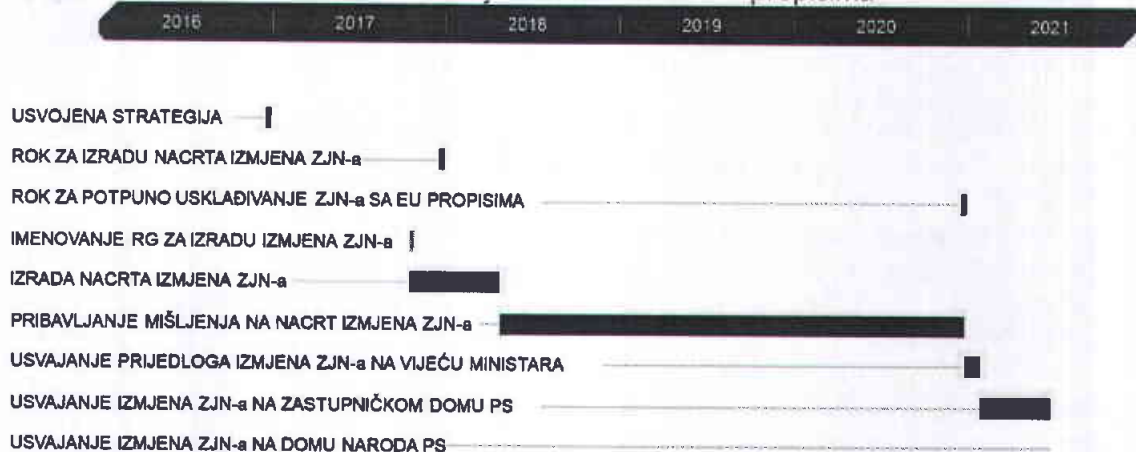 2016 2017 2018 2019 2020 2021
USVOJENA STRATEGIJA
ROK ZA IZRADU NACRTA IZMJENA ZJN-a
ROK ZA POTPUNO USKLAĐIVANJE ZJN-a SA EU PROPISIMA
IMENOVANJE RG ZA IZRADU IZMJENA ZJN-a
IZRADA NACRTA IZMJENA ZJN-a
PRIBAVLJANJE MIŠLJENJA NA NACRT IZMJENA ZJN-a
USVAJANJE PRIJEDLOGA IZMJENA ZJN-a NA VIJEĆU MINISTARA
USVAJANJE IZMJENA ZJN-a NA ZASTUPNIČKOM DOMU PS
USVAJANJE IZMJENA ZJN-a NA DOMU NARODA PS